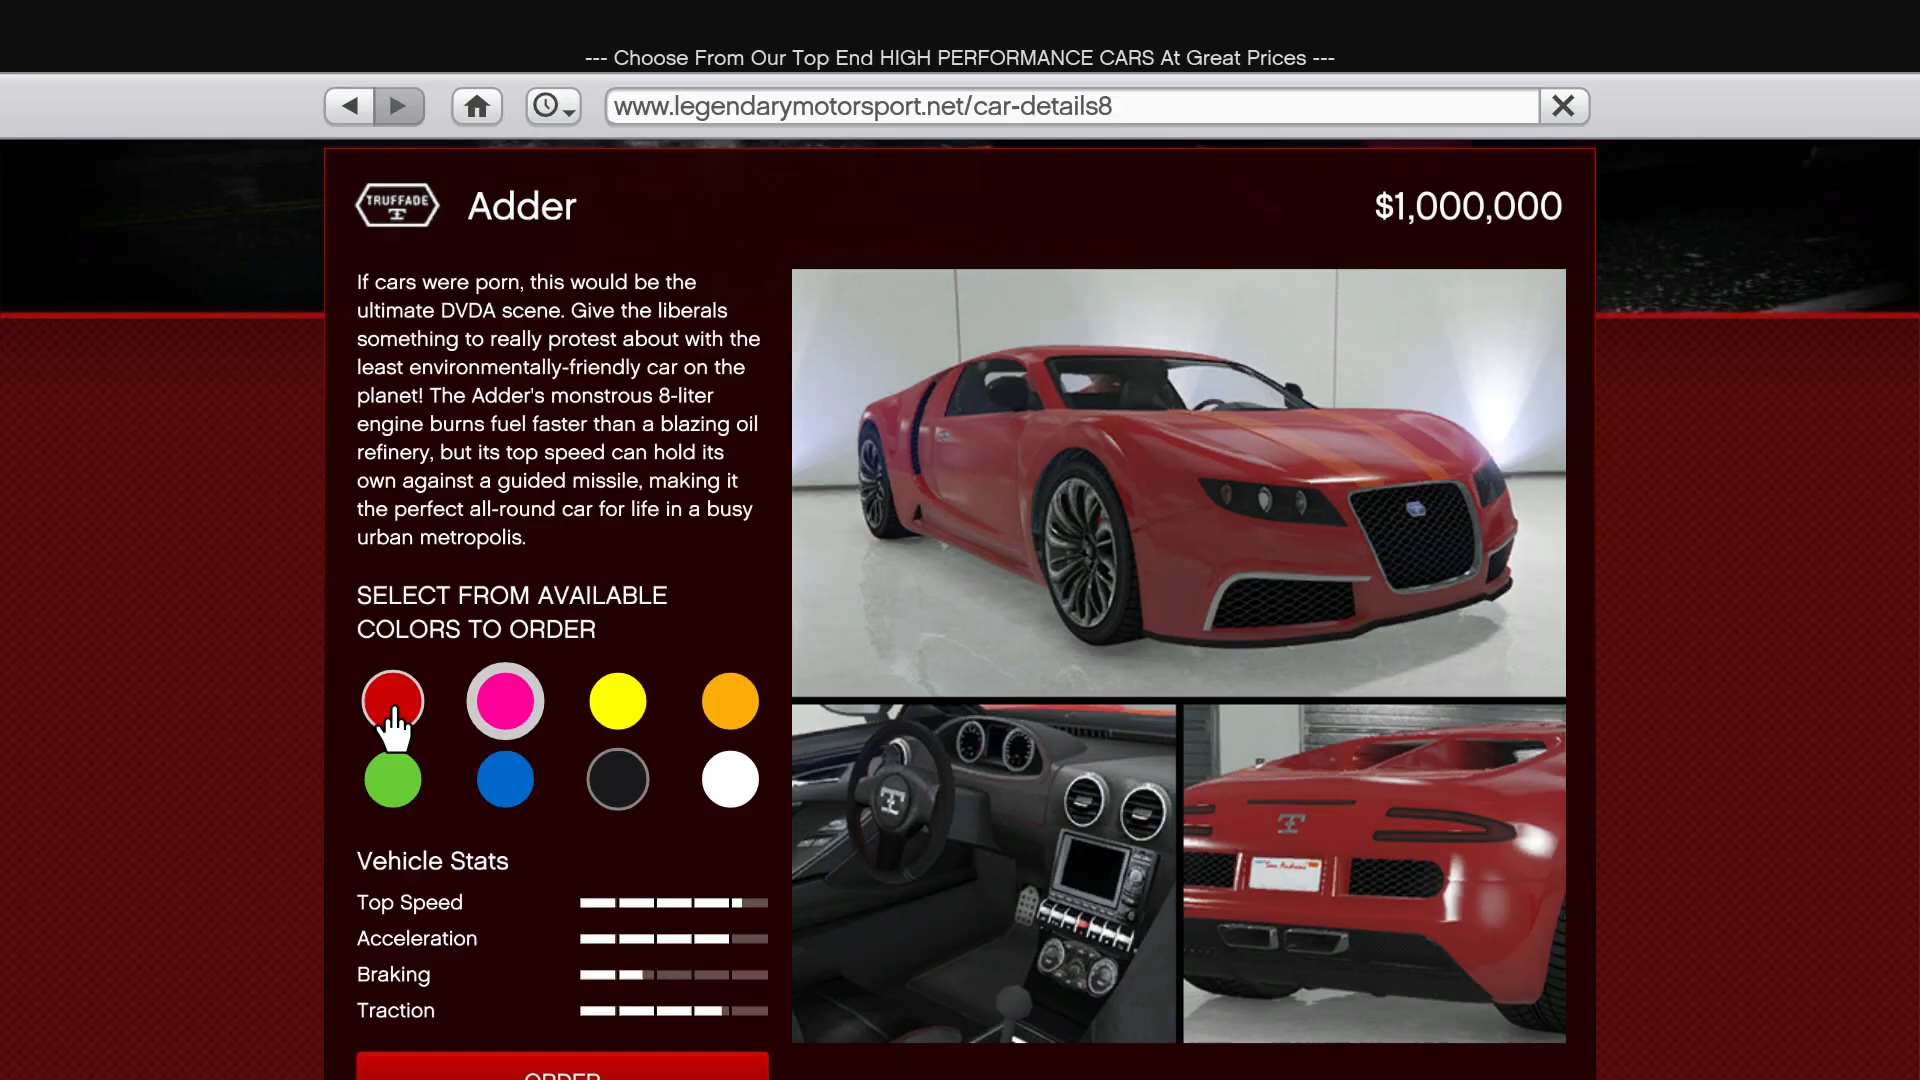 --- Choose From Our Top End HIGH PERFORMANCE CARS At Great Prices ---
www.legendarymotorsport.net/car-details8
TRUFFADE
Adder
$1,000,000
If cars were porn, this would be the
ultimate DVDA scene. Give the liberals
something to really protest about with the
least environmentally-friendly car on the
planet! The Adder's monstrous 8-liter
engine burns fuel faster than a blazing oil
refinery, but its top speed can hold its
own against a guided missile, making it
the perfect all-round car for life in a busy
urban metropolis.
SELECT FROM AVAILABLE
COLORS TO ORDER
Vehicle Stats
Top Speed
Acceleration
Braking
Traction
ORDER
San Andreas